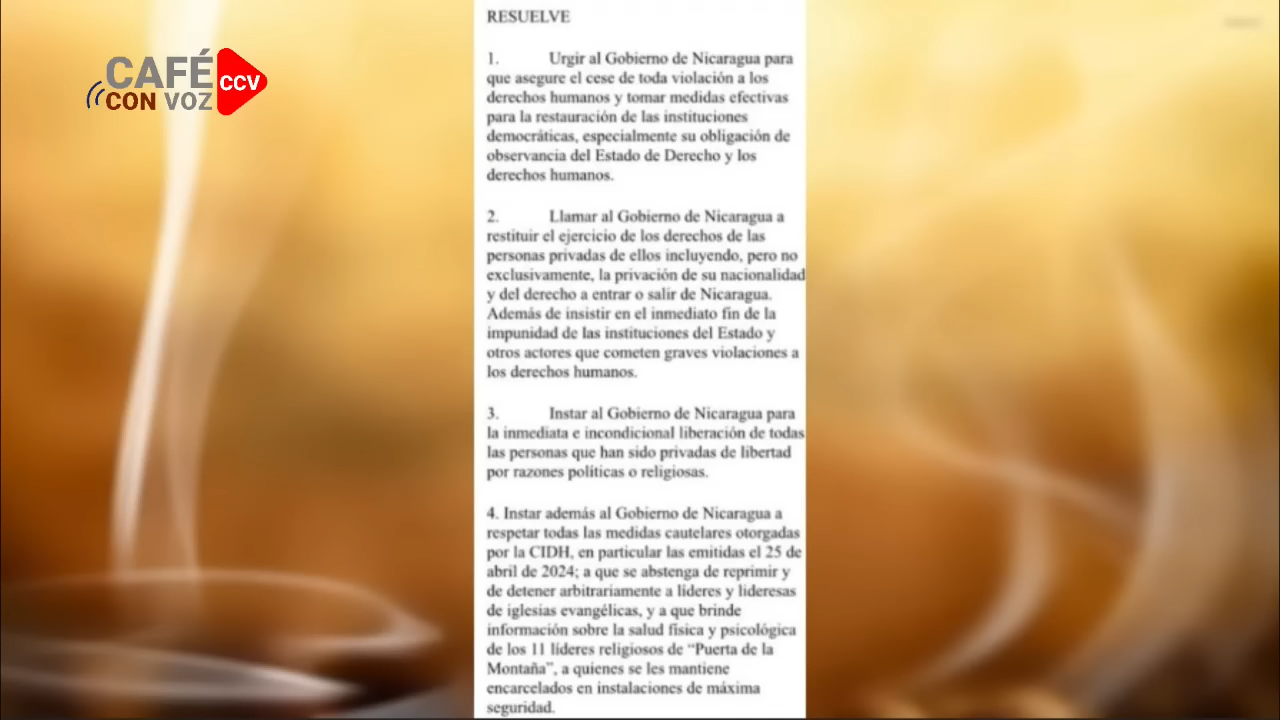 CAFÉ
CON VOZ
CCV
RESUELVE
1. Urgir al Gobierno de Nicaragua para
que asegure el cese de toda violación a los
derechos humanos y tomar medidas efectivas
para la restauración de las instituciones
democráticas, especialmente su obligación de
observancia del Estado de Derecho y los
derechos humanos.
2. Llamar al Gobierno de Nicaragua a
restituir el ejercicio de los derechos de las
personas privadas de ellos incluyendo, pero no
exclusivamente, la privación de su nacionalidad
y del derecho a entrar o salir de Nicaragua.
Además de insistir en el inmediato fin de la
impunidad de las instituciones del Estado y
otros actores que cometen graves violaciones a
los derechos humanos.
3. Instar al Gobierno de Nicaragua para
la inmediata e incondicional liberación de todas
las personas que han sido privadas de libertad
por razones políticas o religiosas.
4. Instar además al Gobierno de Nicaragua a
respetar todas las medidas cautelares otorgadas
por la CIDH, en particular las emitidas el 25 de
abril de 2024; a que se abstenga de reprimir y
de detener arbitrariamente a líderes y lideresas
de iglesias evangélicas, y a que brinde
información sobre la salud física y psicológica
de los 11 líderes religiosos de “Puerta de la
Montaña”, a quienes se les mantiene
encarcelados en instalaciones de máxima
seguridad.